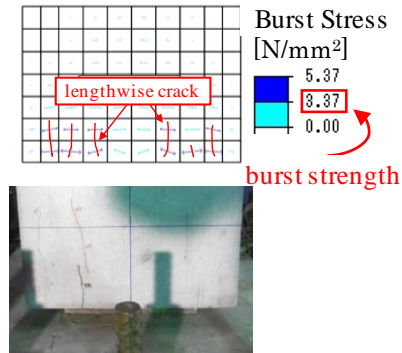 Burst Stress
[N/mm²]
lengthwise crack
5.37
3.37
0.00
burst strength